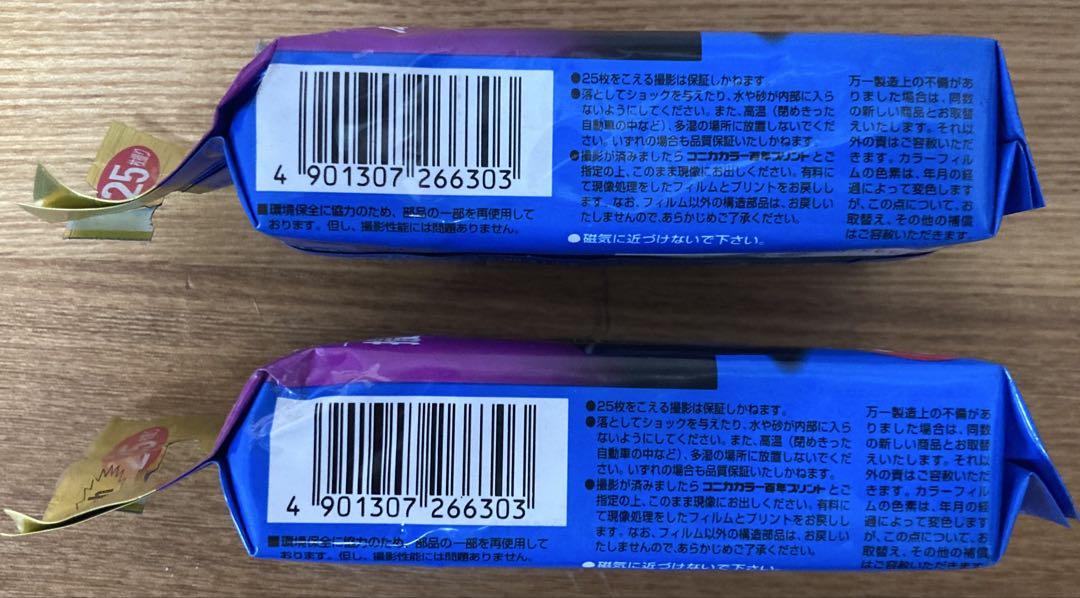 25枚撮り
4 901307 266303
■環境保全に協力のため、部品の一部を再使用して
おります。但し、撮影性能には問題ありません。
●25枚をこえる撮影は保証しかねます。
●落としてショックを与えたり、水や砂が内部に入ら
ないようにしてください。また、高温（閉めきった
自動車の中など）、多湿の場所に放置しないでくだ
さい。いずれの場合も品質保証いたしかねます。
●撮影が済みましたら コニカカラー百年プリント とご
指定の上、このまま現像にお出しください。有料に
て現像処理をしたフィルムとプリントをお戻しし
ます。なお、フィルム以外の構造部品は、お戻しい
たしませんので、あらかじめご了承ください。
●磁気に近づけないで下さい。
万一製造上の不備があ
りました場合は、同数
の新しい商品とお取替
えいたします。それ以
外の責はご容赦いただ
きます。カラーフィル
ムの色素は、年月の経
過によって変色します
が、この点について、お
取替え、その他の補償
はご容赦いただきます。
25
4 901307 266303
■環境保全に協力のため、部品の一部を再使用して
おります。但し、撮影性能には問題ありません。
●25枚をこえる撮影は保証しかねます。
●落としてショックを与えたり、水や砂が内部に入ら
ないようにしてください。また、高温（閉めきった
自動車の中など）、多湿の場所に放置しないでくだ
さい。いずれの場合も品質保証いたしかねます。
●撮影が済みましたら コニカカラー百年プリント とご
指定の上、このまま現像にお出しください。有料に
て現像処理をしたフィルムとプリントをお戻しし
ます。なお、フィルム以外の構造部品は、お戻しい
たしませんので、あらかじめご了承ください。
●磁気に近づけないで下さい。
万一製造上の不備があ
りました場合は、同数
の新しい商品とお取替
えいたします。それ以
外の責はご容赦いただ
きます。カラーフィル
ムの色素は、年月の経
過によって変色します
が、この点について、お
取替え、その他の補償
はご容赦いただきます。